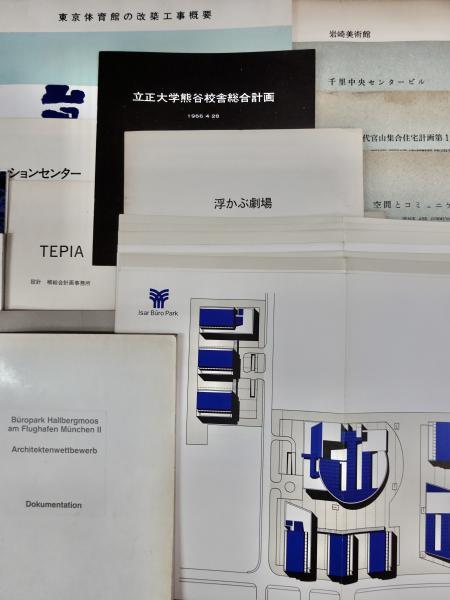 東京体育館の改築工事概要
岩崎美術館
千里中央センタービル
代官山集合住宅計画第1
空間とコミュニケ
立正大学熊谷校舎総合計画
1966・4・28
ションセンター
浮かぶ劇場
TEPIA
設計 槇総合計画事務所
Isar Büro Park
Büropark Hallbergmoos
am Flughafen München II
Architektenwettbewerb
Dokumentation